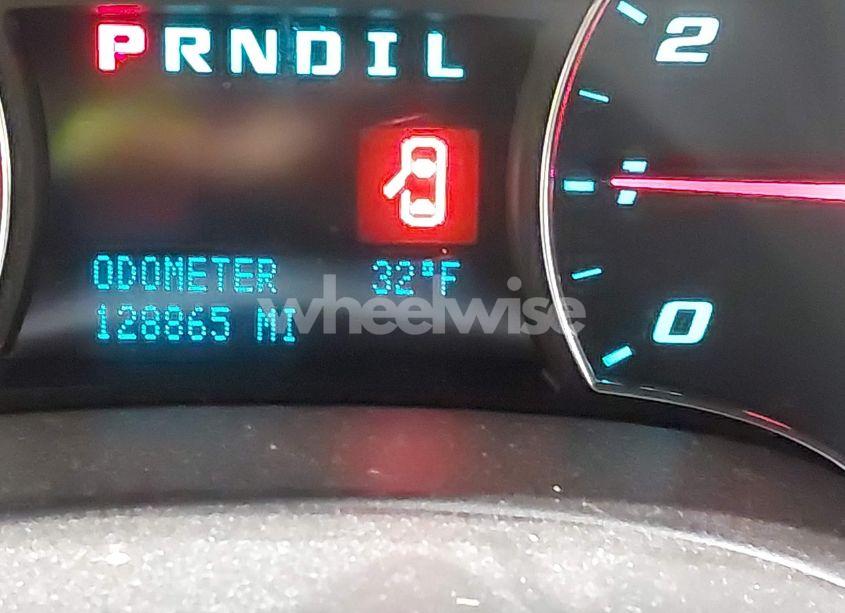 PRNDIL
2
ODOMETER 32°F
128865 MI
0
wheelwise